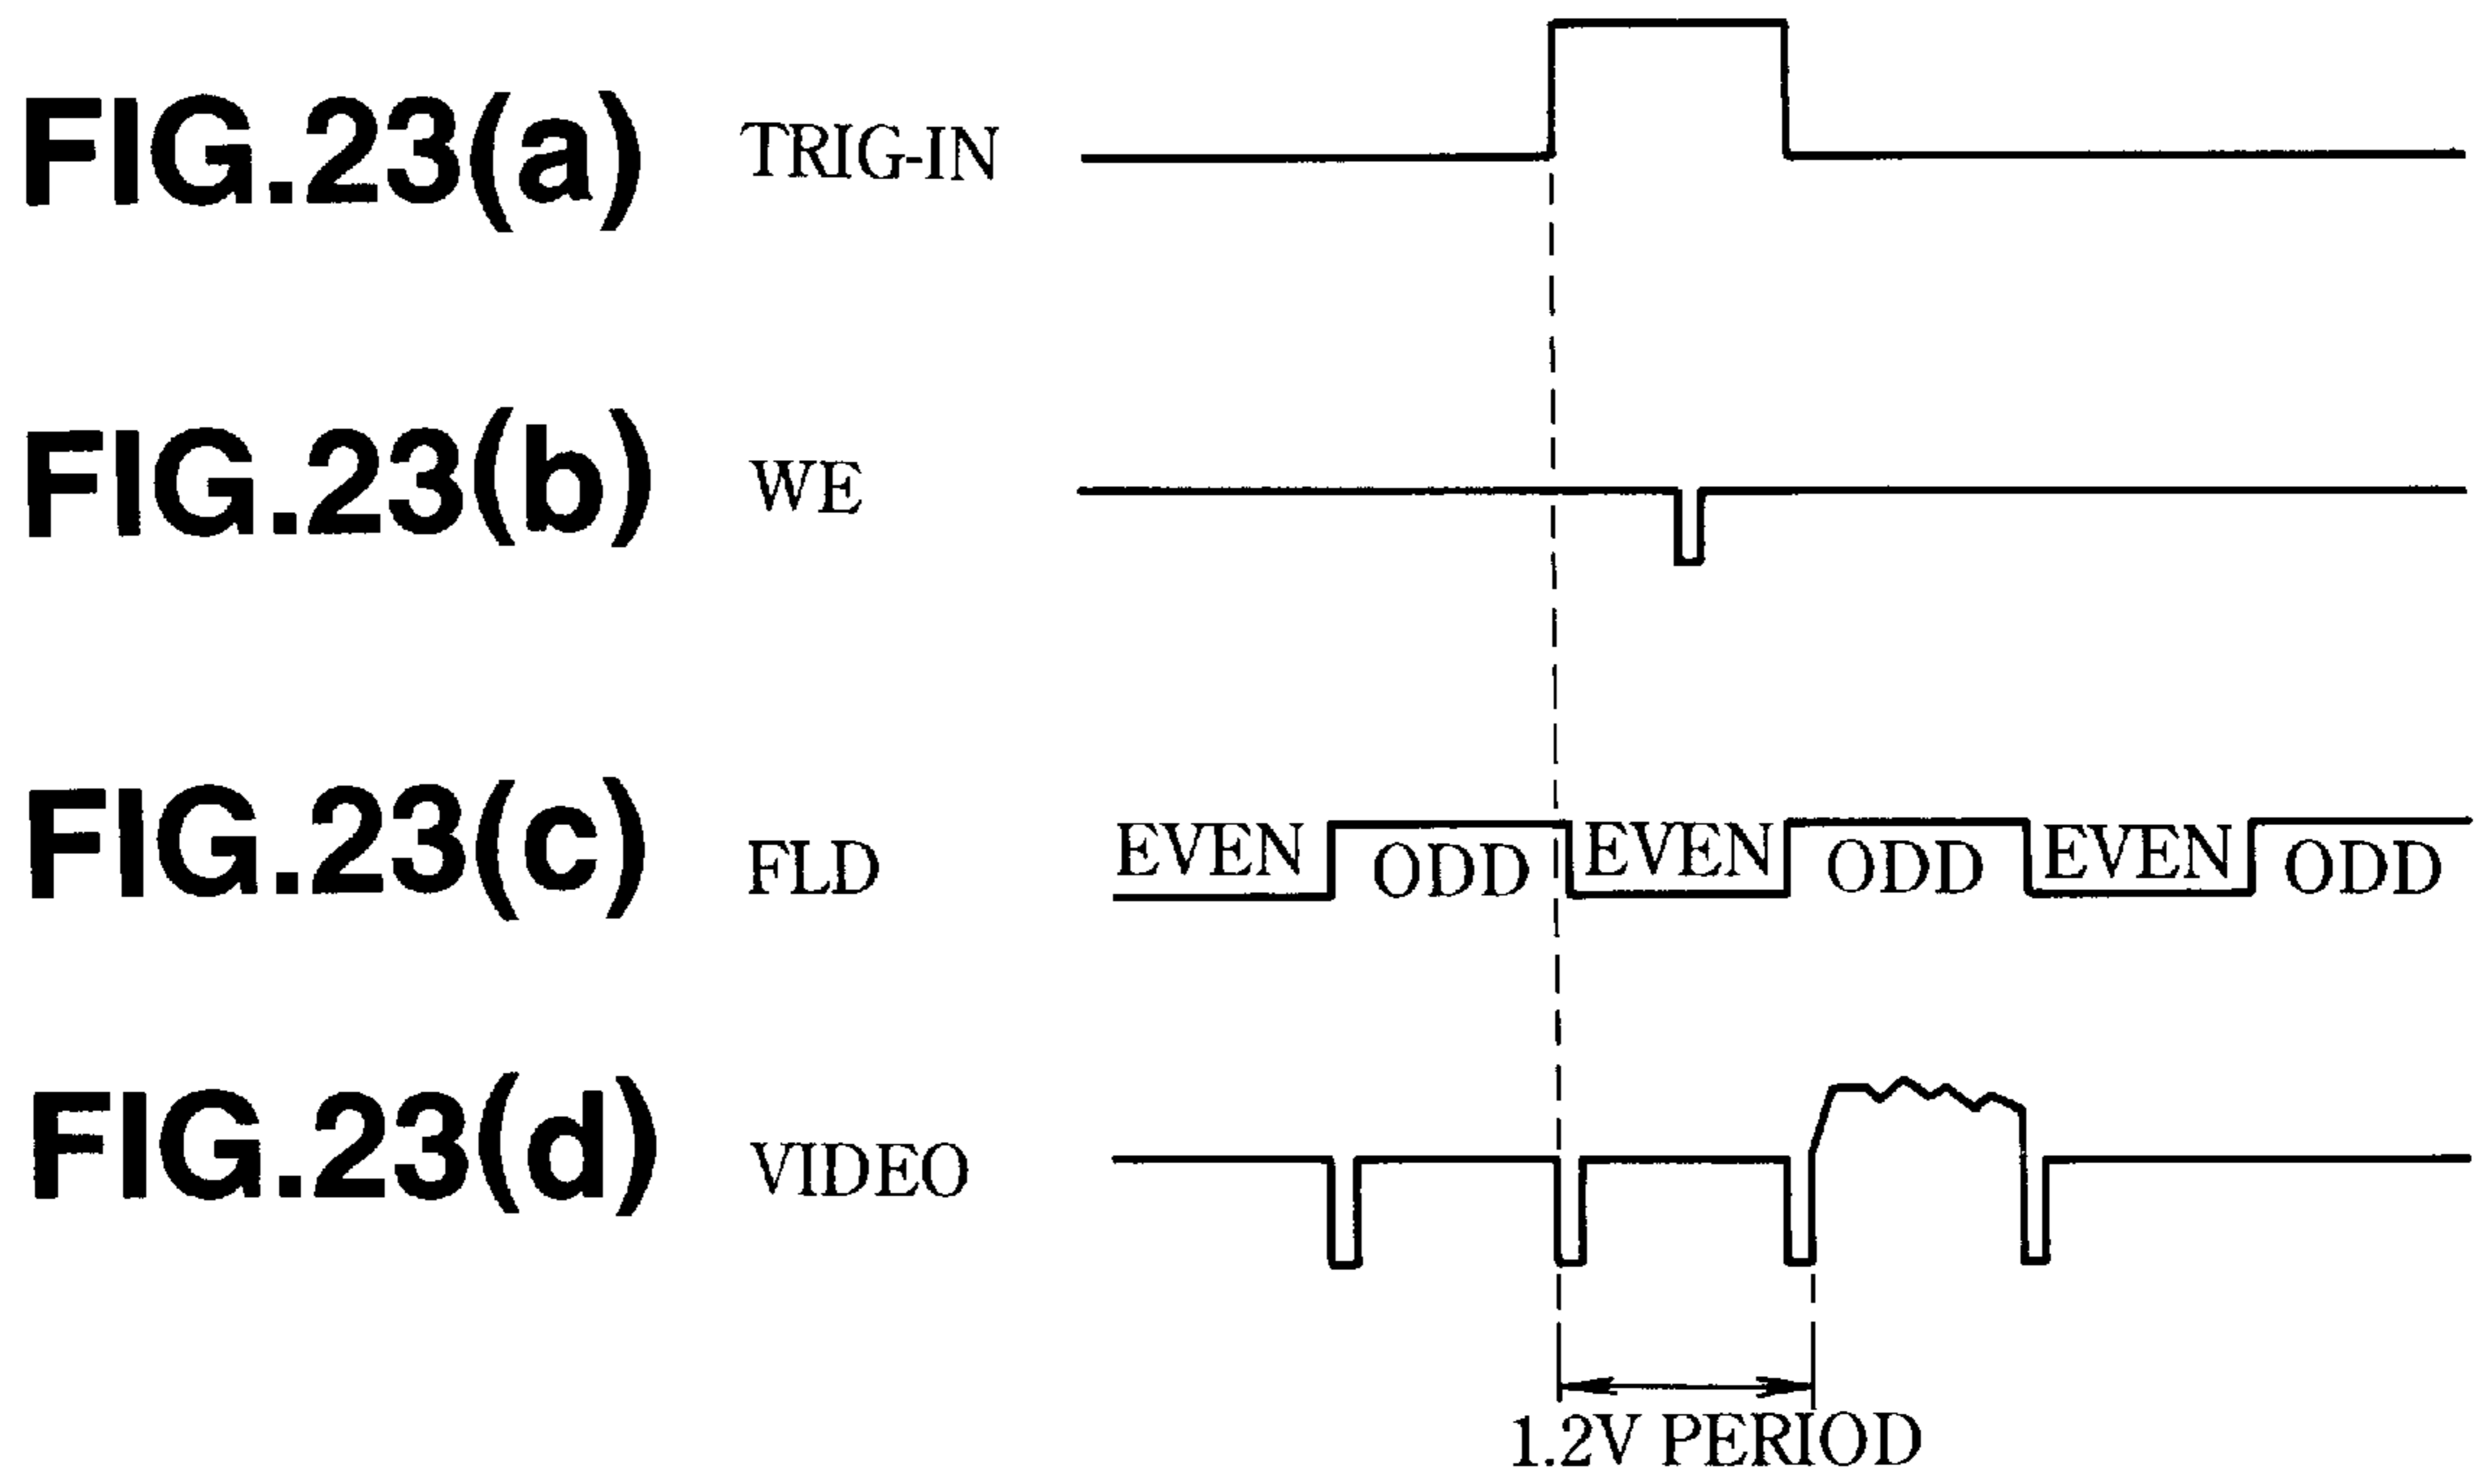 FIG.23(a) TRIG-IN
FIG.23(b) WE
FIG.23(c) FLD EVEN ODD EVEN ODD EVEN ODD
FIG.23(d) VIDEO
1.2V PERIOD